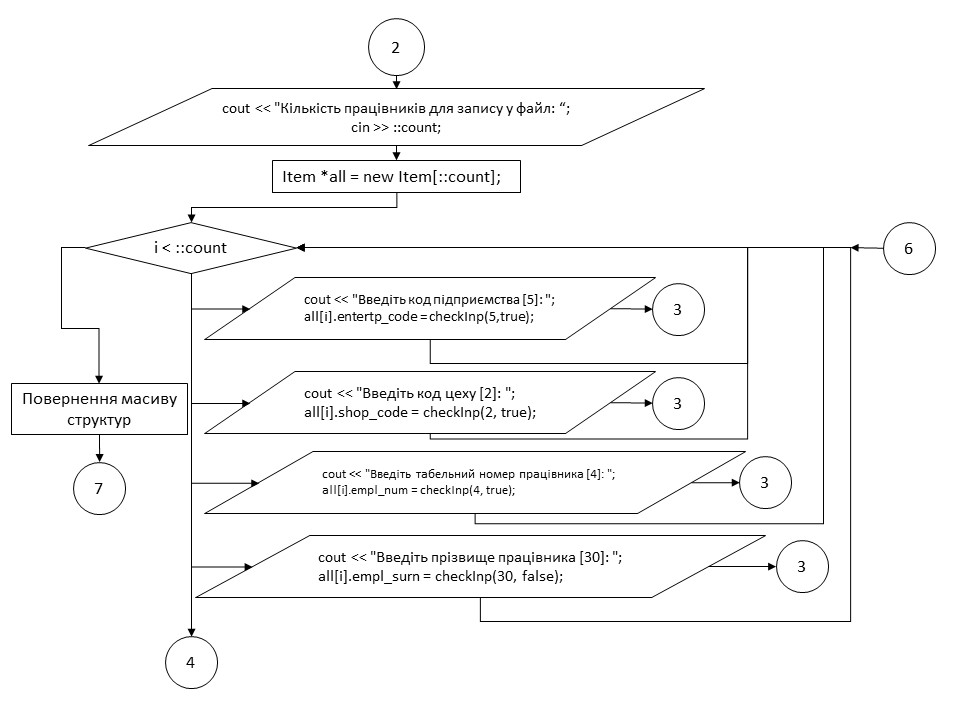 2
cout << "Кількість працівників для запису у файл: “;
cin >> ::count;
Item *all = new Item[::count];
i < ::count
6
cout << "Введіть код підприємства [5]: ";
all[i].entertp_code = checkInp(5,true);
3
cout << "Введіть код цеху [2]: ";
all[i].shop_code = checkInp(2, true);
3
Повернення масиву
структур
cout << "Введіть табельний номер працівника [4]: ";
all[i].empl_num = checkInp(4, true);
3
7
cout << "Введіть прізвище працівника [30]: ";
all[i].empl_surn = checkInp(30, false);
3
4